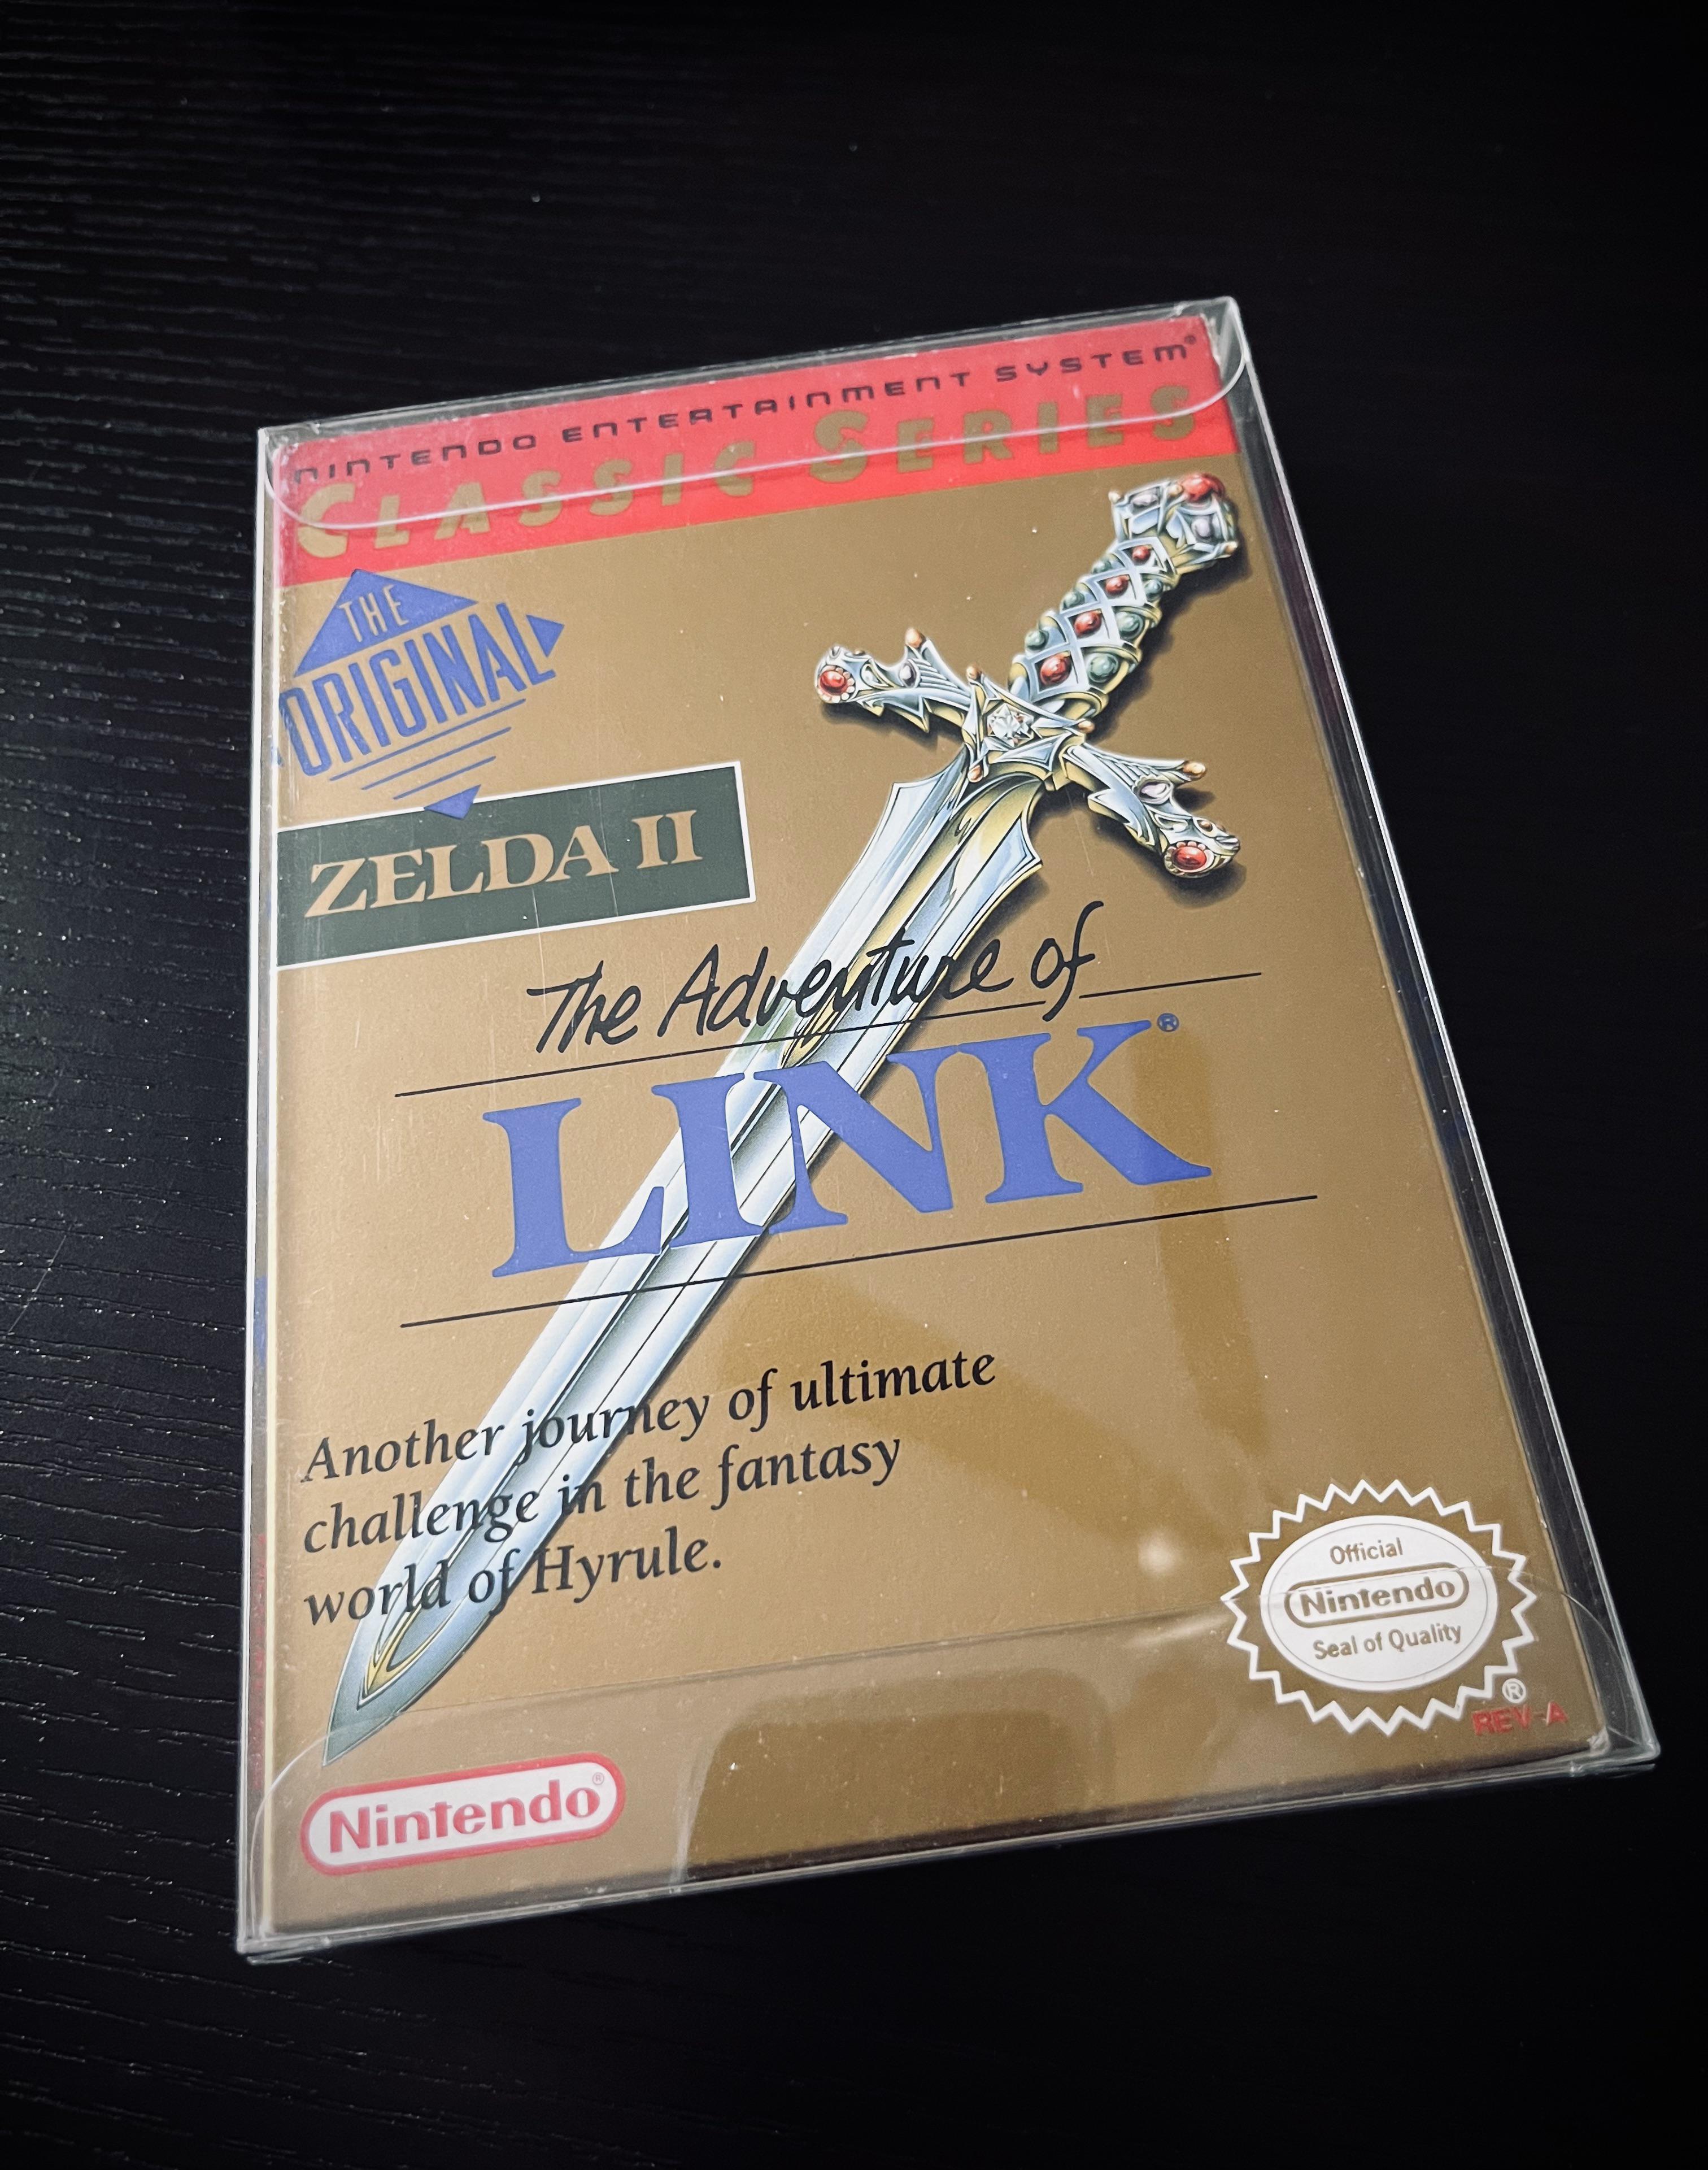 NINTENDO ENTERTAINMENT SYSTEM®
CLASSIC SERIES
THE
ORIGINAL
ZELDA II
The Adventure of
LINK®
Another journey of ultimate
challenge in the fantasy
world of Hyrule.
Official
Nintendo
Seal of Quality
®
REV-A
Nintendo®